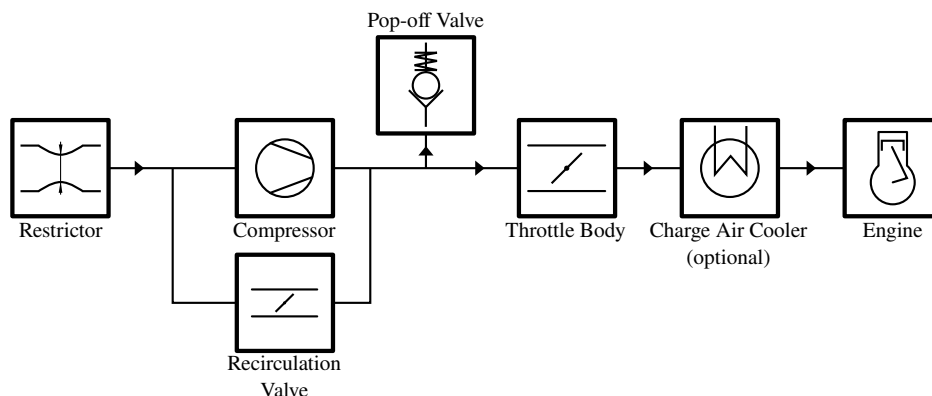 Pop-off Valve
Restrictor
Compressor
Throttle Body
Charge Air Cooler
(optional)
Engine
Recirculation
Valve